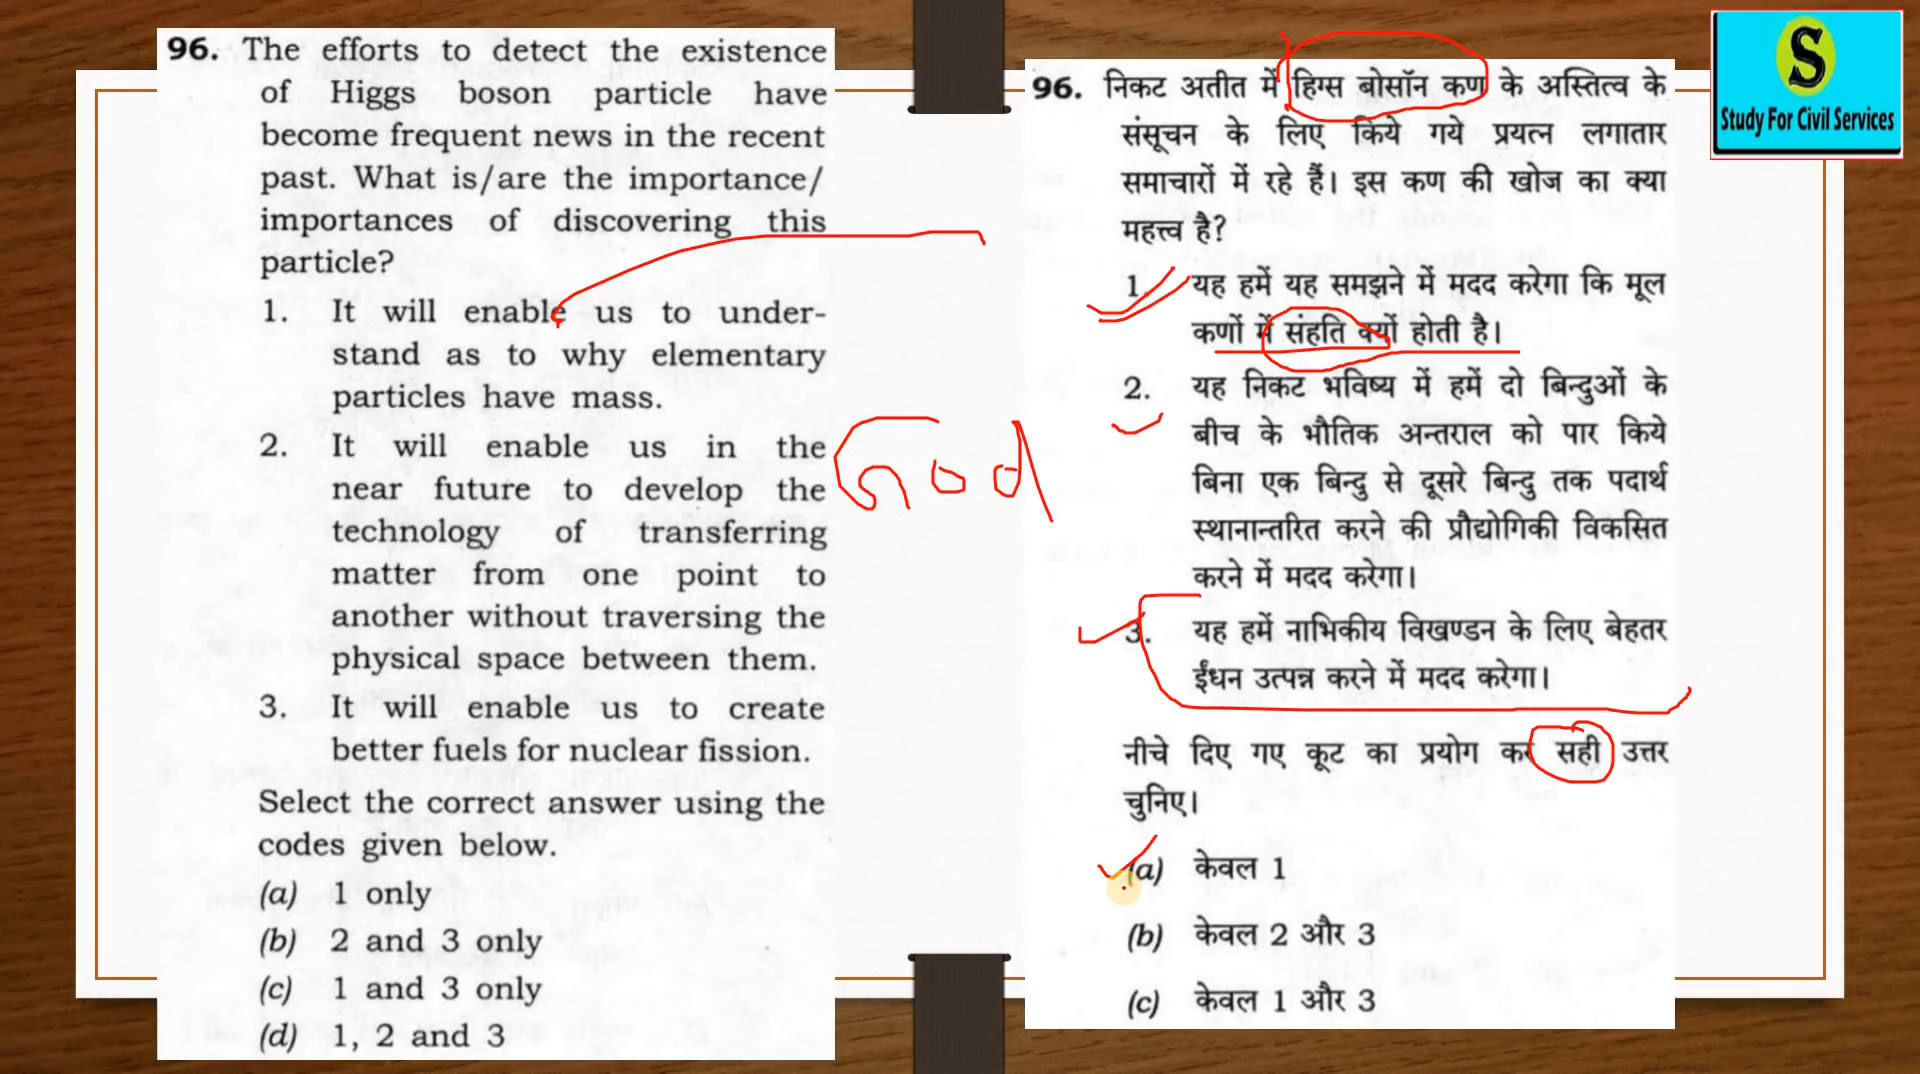 96. The efforts to detect the existence
of Higgs boson particle have
become frequent news in the recent
past. What is/are the importance/
importances of discovering this
particle?
1. It will enable us to under-
stand as to why elementary
particles have mass.
2. It will enable us in the
near future to develop the
technology of transferring
matter from one point to
another without traversing the
physical space between them.
3. It will enable us to create
better fuels for nuclear fission.
Select the correct answer using the
codes given below.
(a) 1 only
(b) 2 and 3 only
(c) 1 and 3 only
(d) 1, 2 and 3
God
96. निकट अतीत में हिग्स बोसॉन कण के अस्तित्व के
संसूचन के लिए किये गये प्रयत्न लगातार
समाचारों में रहे हैं। इस कण की खोज का क्या
महत्त्व है?
1. यह हमें यह समझने में मदद करेगा कि मूल
कणों में संहति क्यों होती है।
2. यह निकट भविष्य में हमें दो बिन्दुओं के
बीच के भौतिक अन्तराल को पार किये
बिना एक बिन्दु से दूसरे बिन्दु तक पदार्थ
स्थानान्तरित करने की प्रौद्योगिकी विकसित
करने में मदद करेगा।
3. यह हमें नाभिकीय विखण्डन के लिए बेहतर
ईंधन उत्पन्न करने में मदद करेगा।
नीचे दिए गए कूट का प्रयोग कर सही उत्तर
चुनिए।
(a) केवल 1
(b) केवल 2 और 3
(c) केवल 1 और 3
S
Study For Civil Services